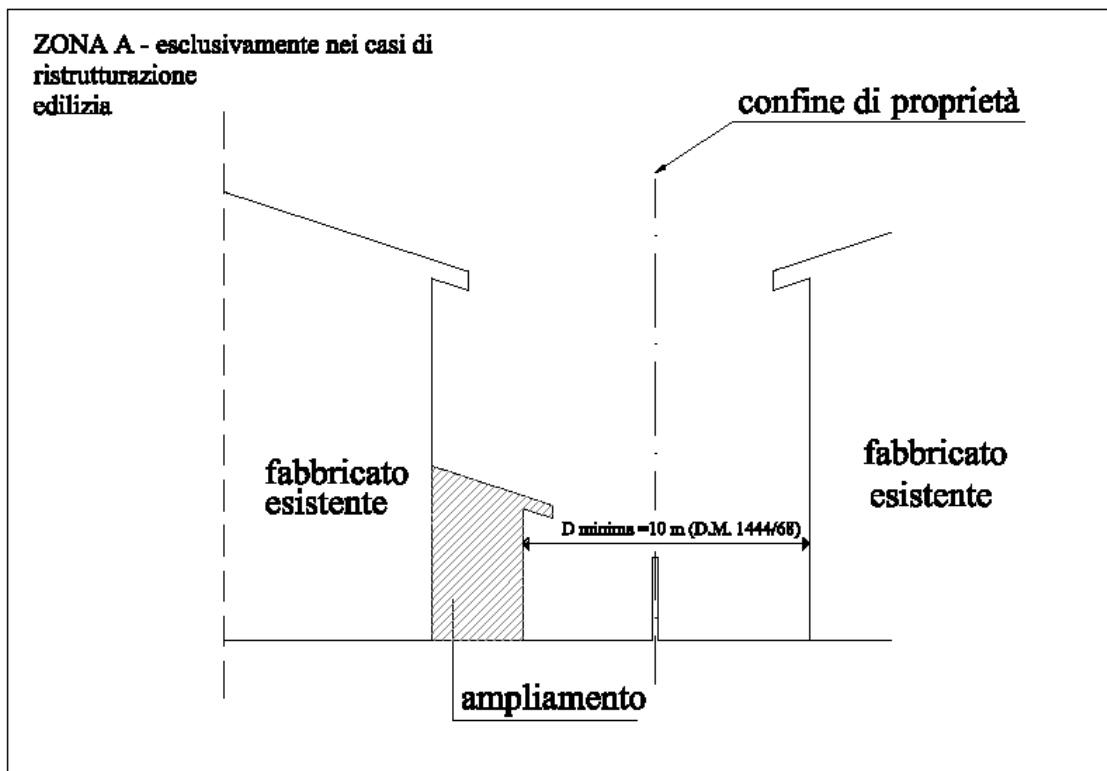 ZONA A - esclusivamente nei casi di
ristrutturazione
edilizia
confine di proprietà
fabbricato
esistente
fabbricato
esistente
D minima =10 m (D.M. 1444/68)
ampliamento